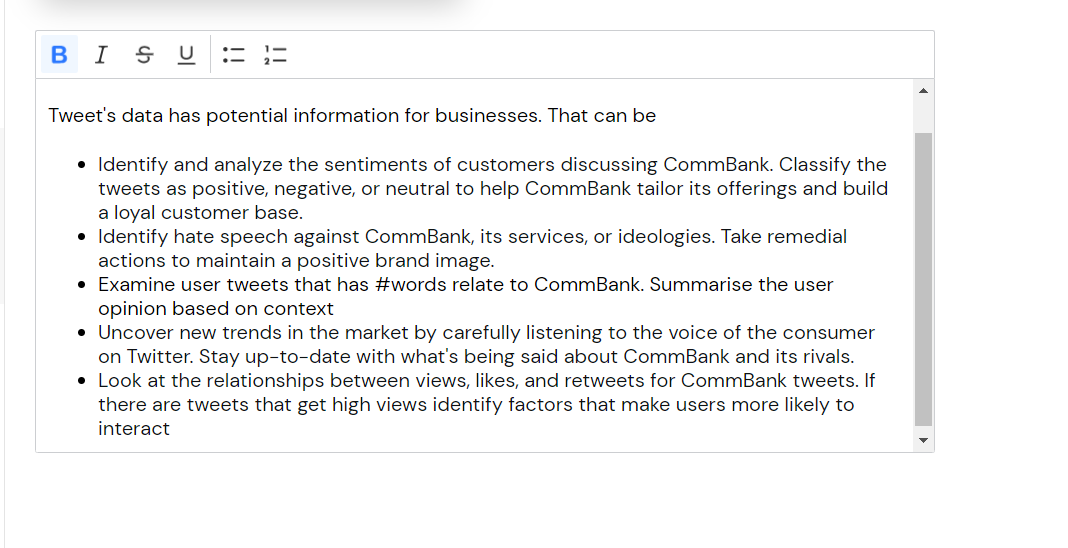 B I S U
Tweet's data has potential information for businesses. That can be
• Identify and analyze the sentiments of customers discussing CommBank. Classify the
tweets as positive, negative, or neutral to help CommBank tailor its offerings and build
a loyal customer base.
• Identify hate speech against CommBank, its services, or ideologies. Take remedial
actions to maintain a positive brand image.
• Examine user tweets that has #words relate to CommBank. Summarise the user
opinion based on context
• Uncover new trends in the market by carefully listening to the voice of the consumer
on Twitter. Stay up-to-date with what's being said about CommBank and its rivals.
• Look at the relationships between views, likes, and retweets for CommBank tweets. If
there are tweets that get high views identify factors that make users more likely to
interact